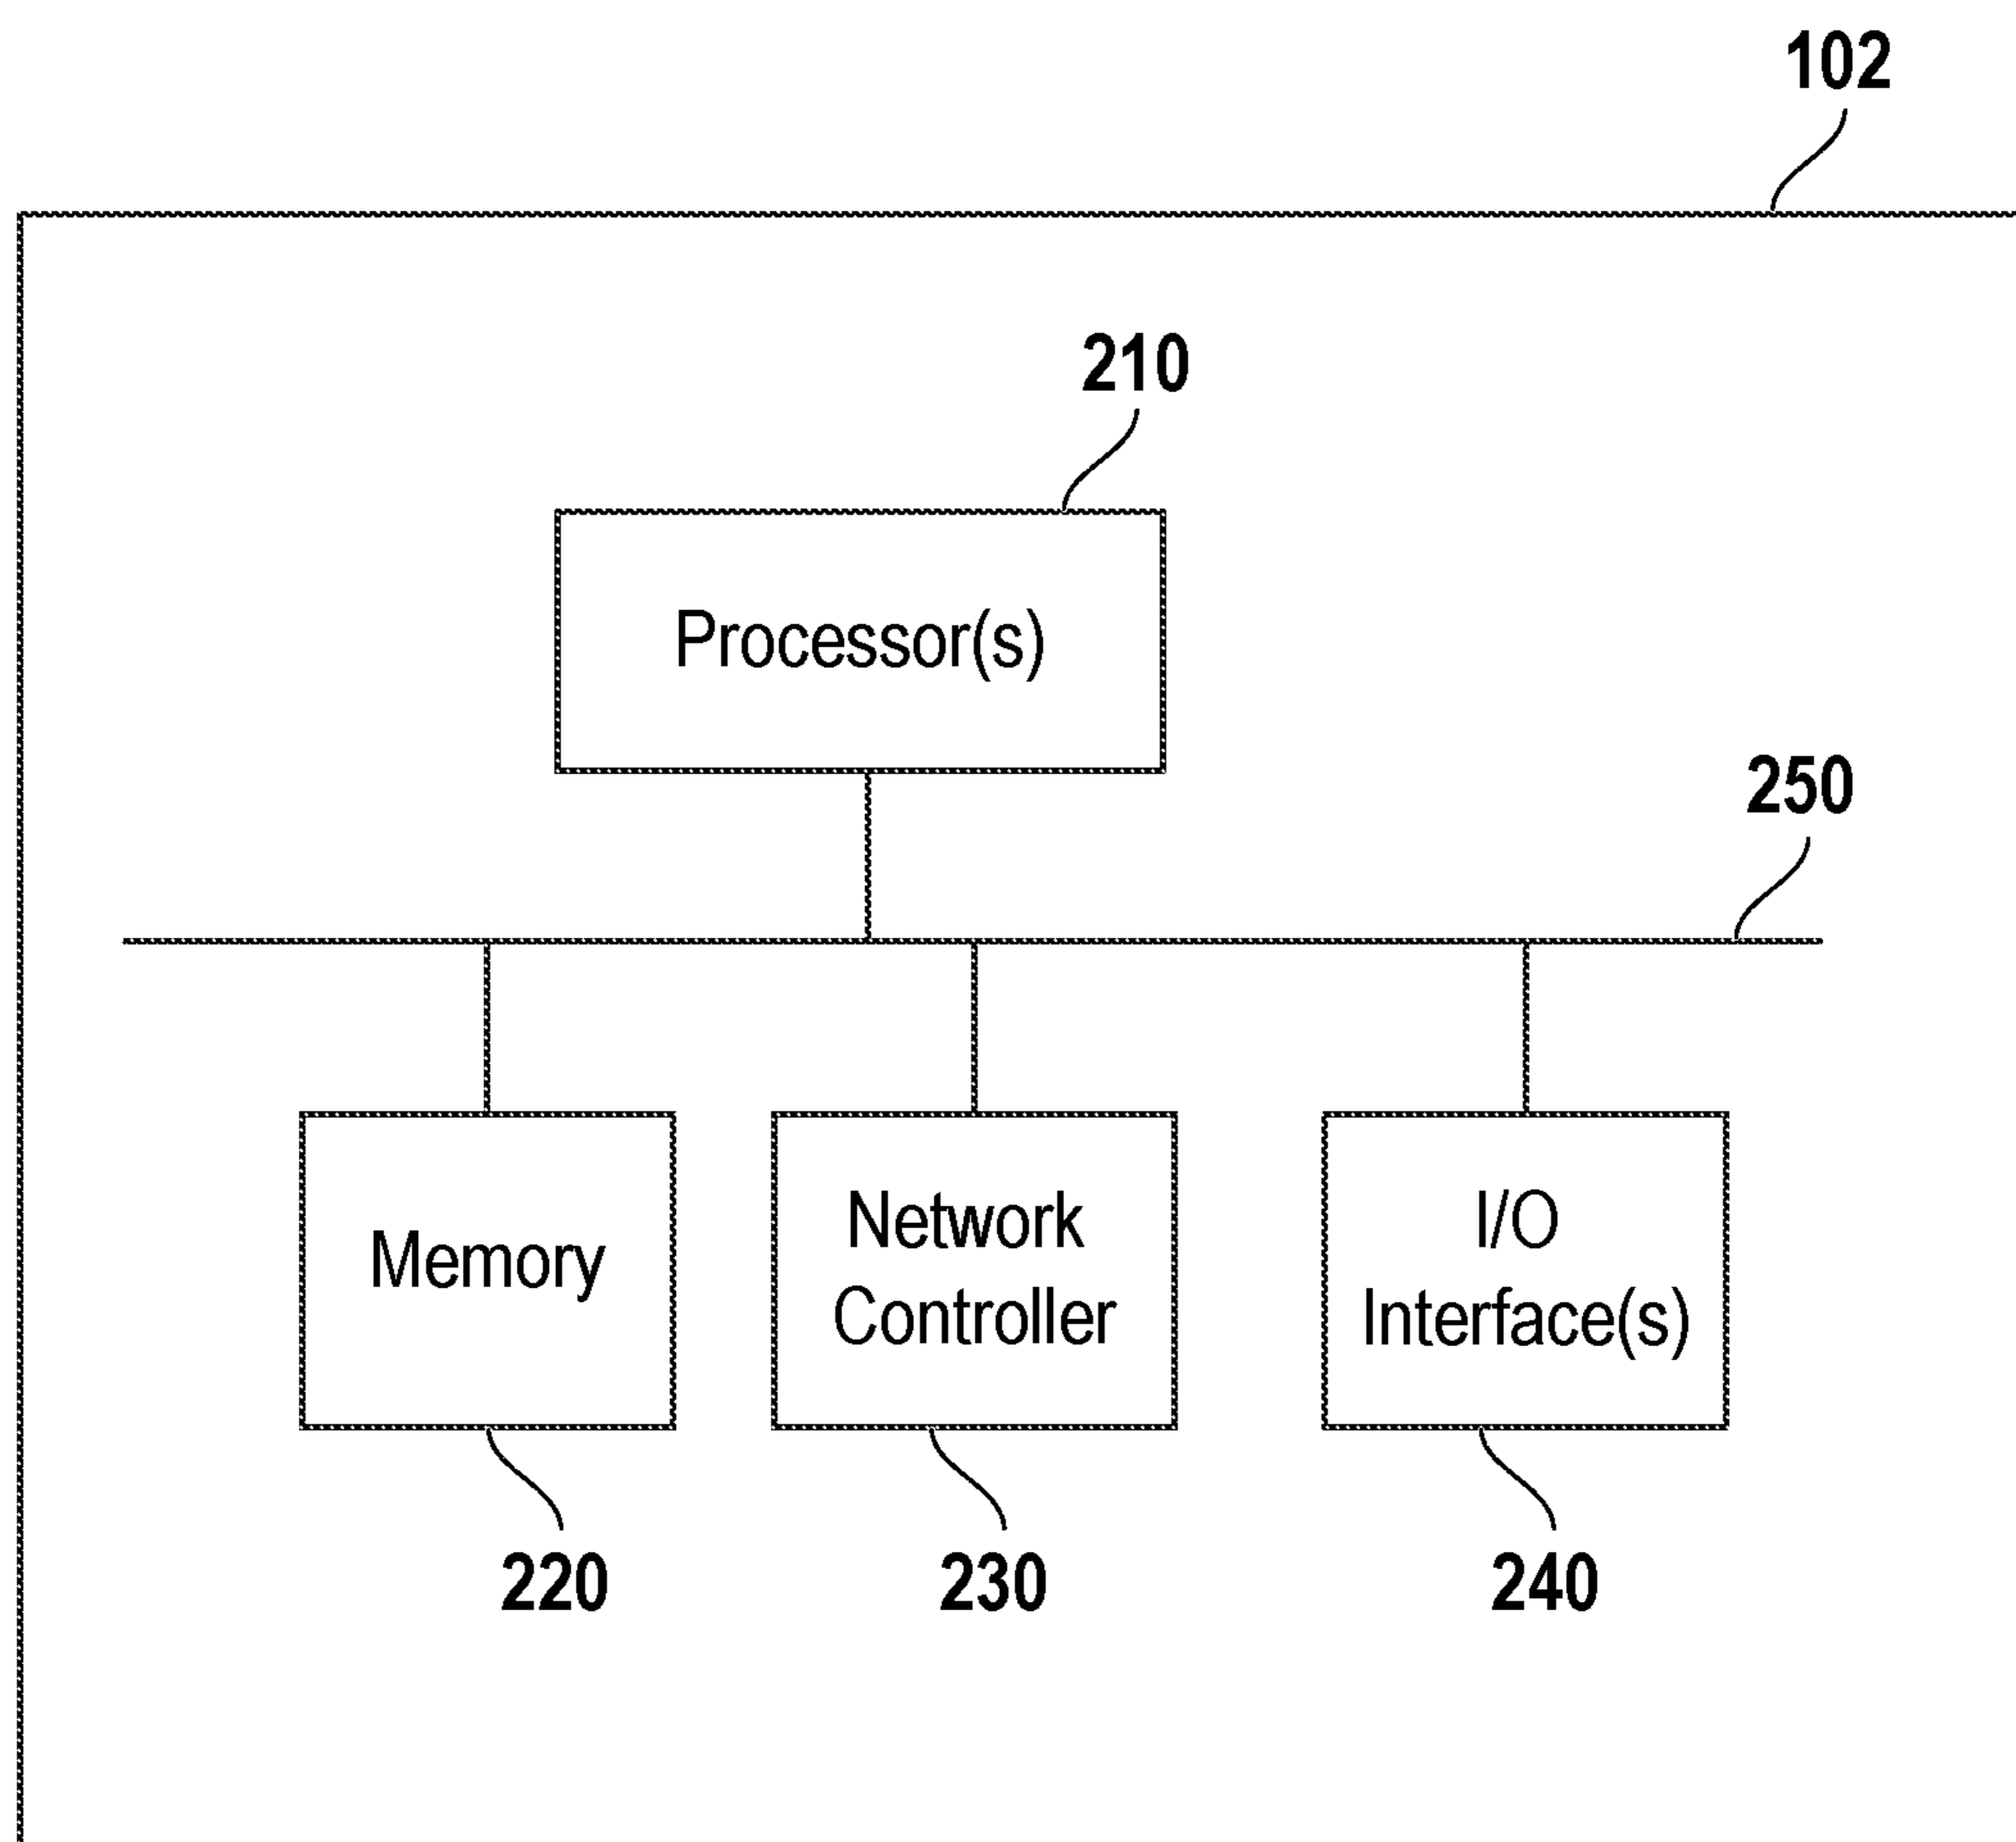 102
210
Processor(s)
250
Memory
Network
Controller
I/O
Interface(s)
220
230
240